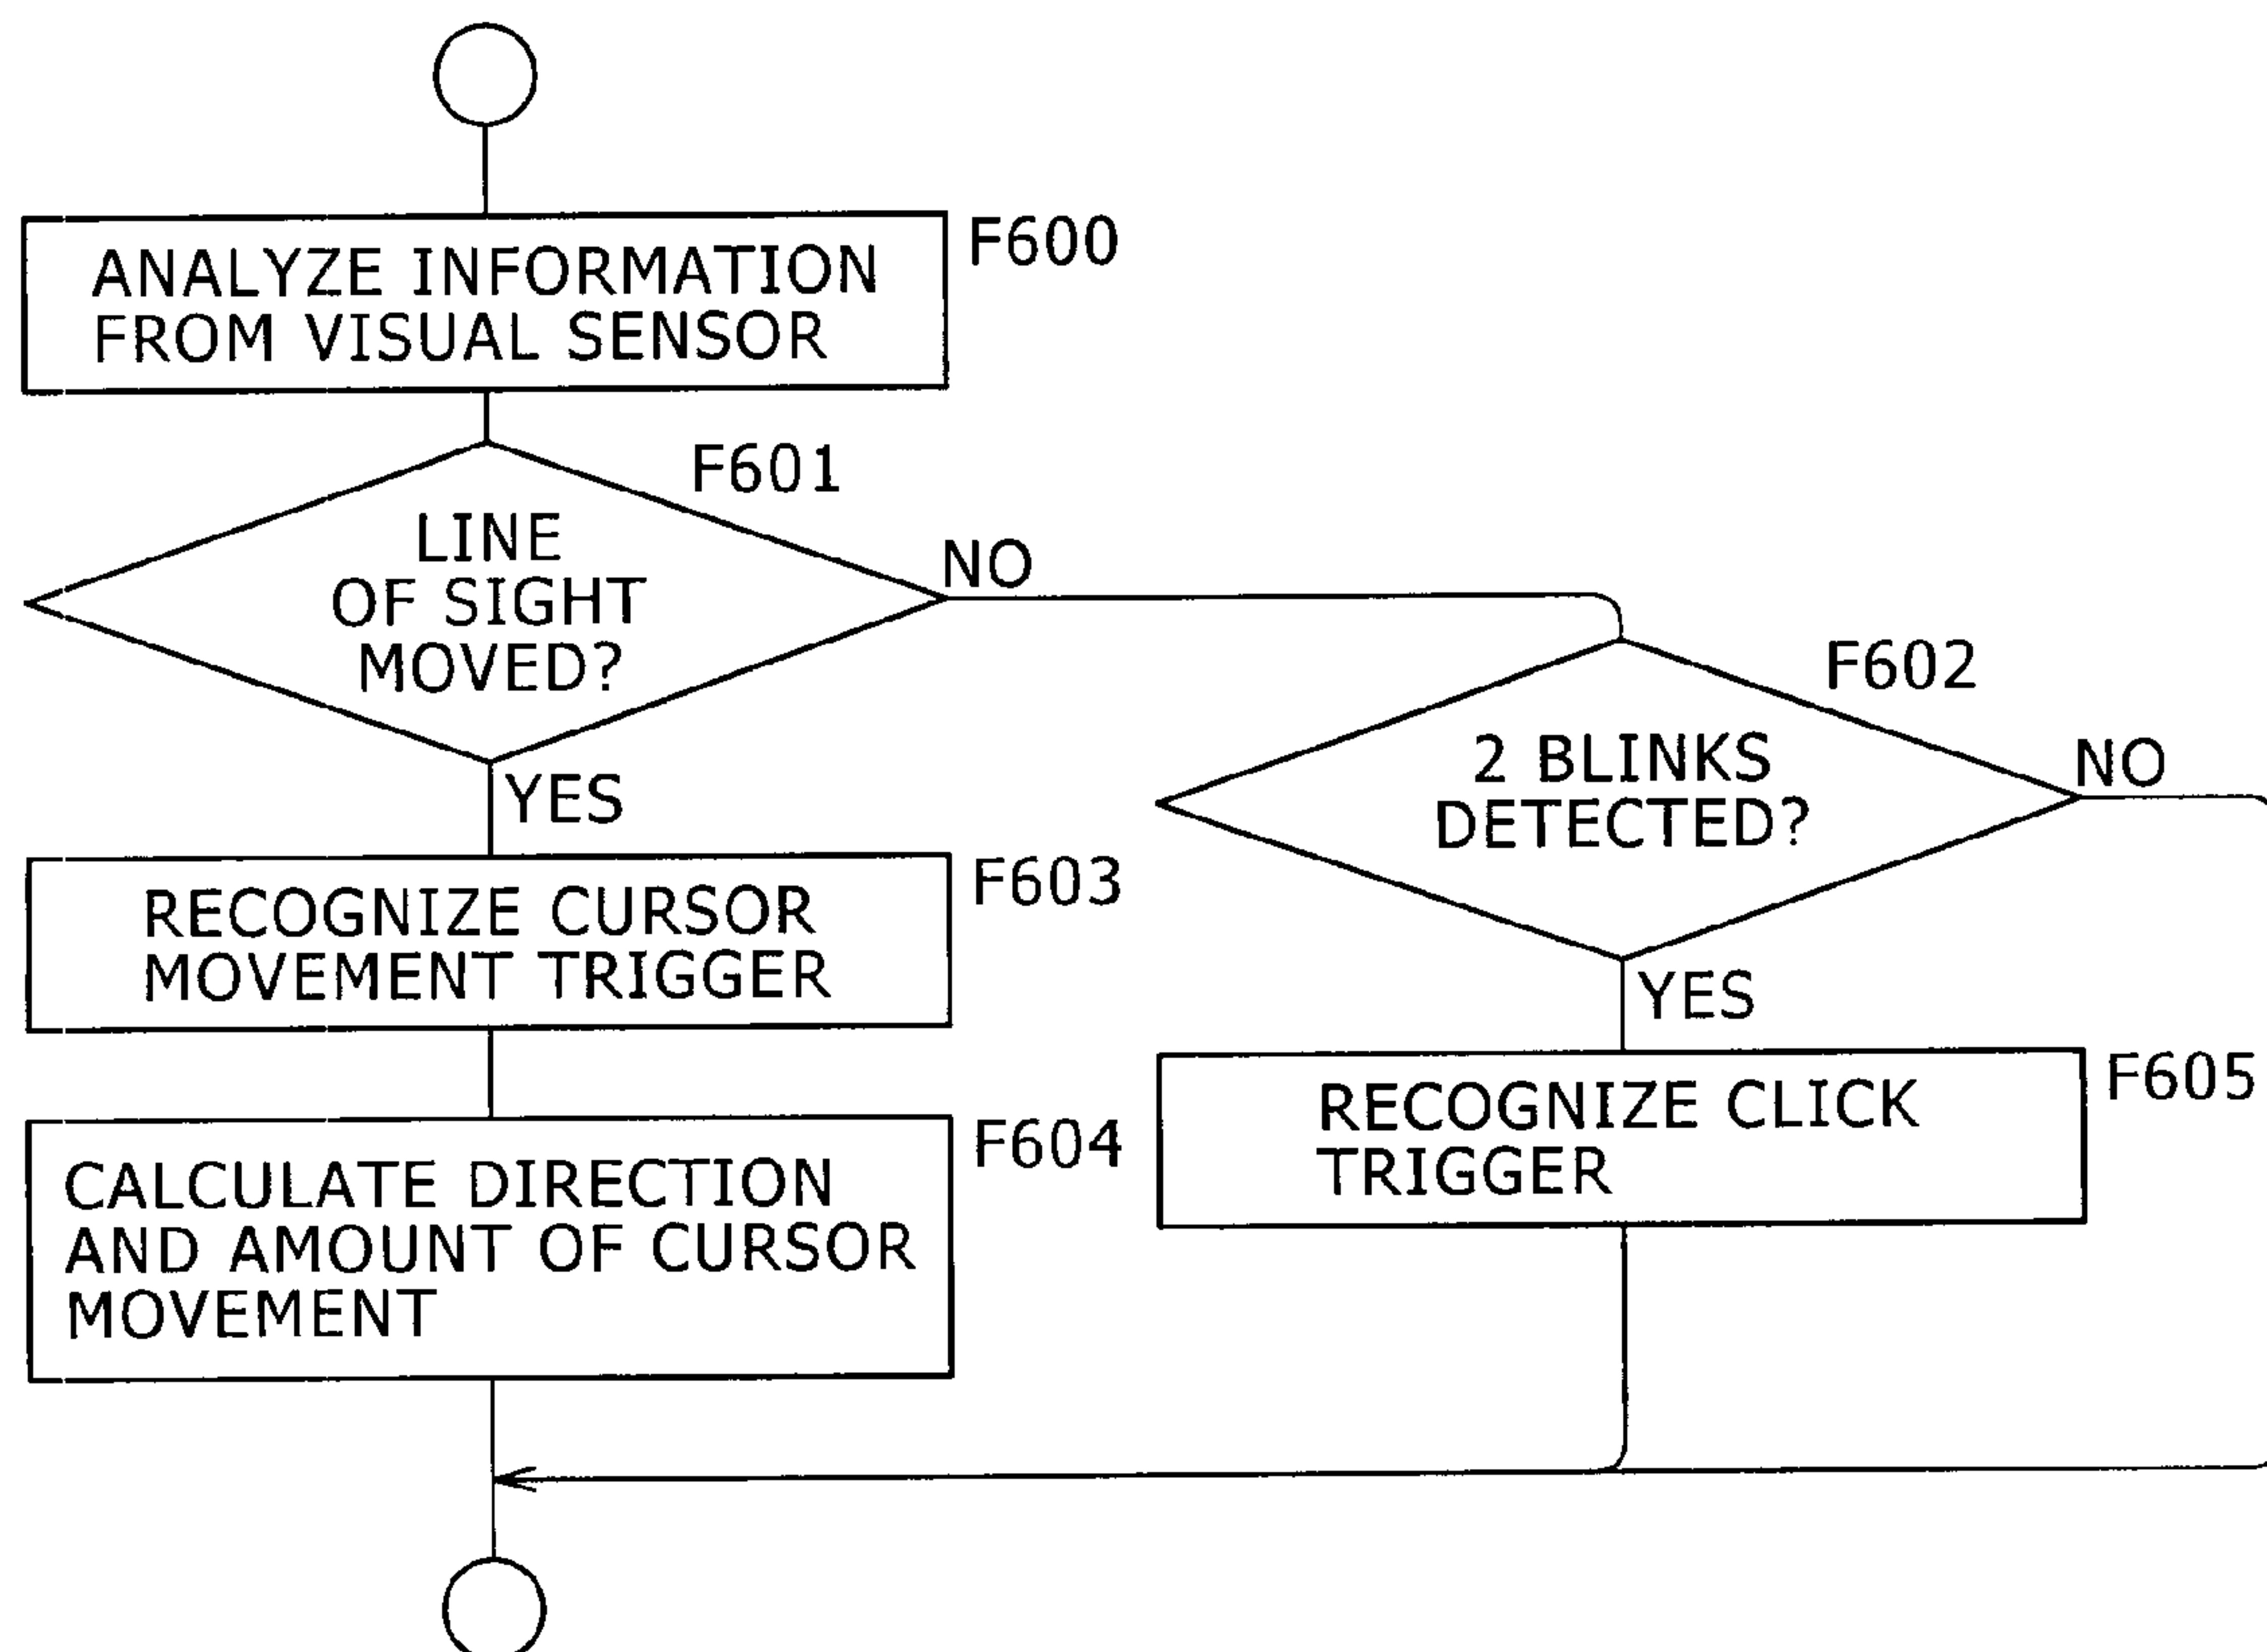 ANALYZE INFORMATION
FROM VISUAL SENSOR
F600
F601
LINE
OF SIGHT
MOVED?
NO
YES
F602
2 BLINKS
DETECTED?
NO
YES
RECOGNIZE CURSOR
MOVEMENT TRIGGER
F603
CALCULATE DIRECTION
AND AMOUNT OF CURSOR
MOVEMENT
F604
RECOGNIZE CLICK
TRIGGER
F605